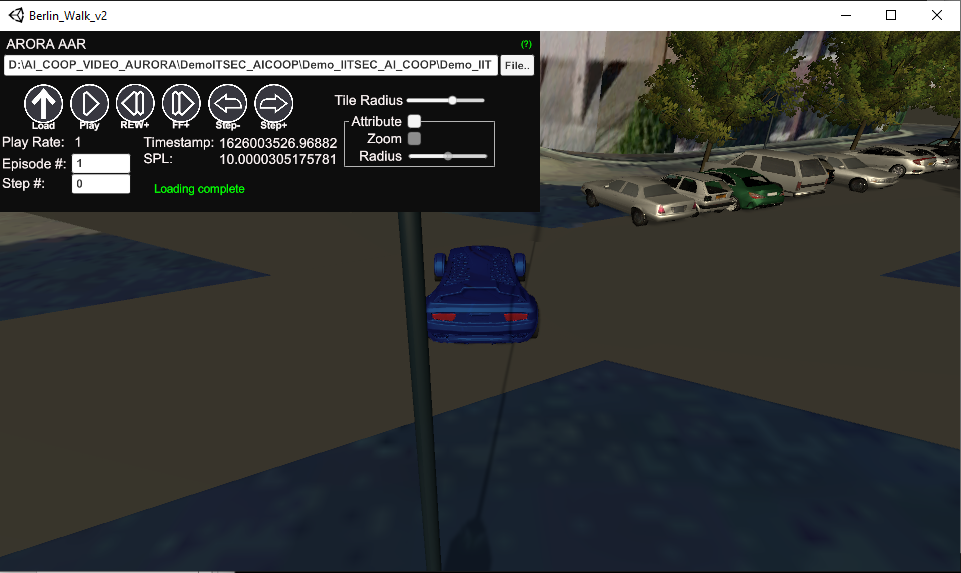 Berlin_Walk_v2
ARORA AAR
(?)
D:\AI_COOP_VIDEO_AURORA\DemoITSEC_AICOOP\Demo_IITSEC_AI_COOP\Demo_IIT
File..
Load Play REW+ FF+ Step- Step+
Tile Radius
Attribute
Zoom
Radius
Play Rate: 1
Timestamp: 1626003526.96882
SPL: 10.0000305175781
Episode #: 1
Step #: 0
Loading complete